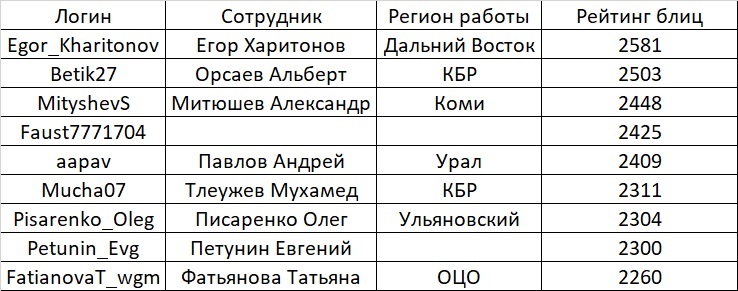 Логин Сотрудник Регион работы Рейтинг блиц
Egor_Kharitonov Егор Харитонов Дальний Восток 2581
Betik27 Орсаев Альберт КБР 2503
MityshevS Митюшев Александр Коми 2448
Faust7771704 2425
aapav Павлов Андрей Урал 2409
Mucha07 Тлеужев Мухамед КБР 2311
Pisarenko_Oleg Писаренко Олег Ульяновский 2304
Petunin_Evg Петунин Евгений 2300
FatianovaT_wgm Фатьянова Татьяна ОЦО 2260